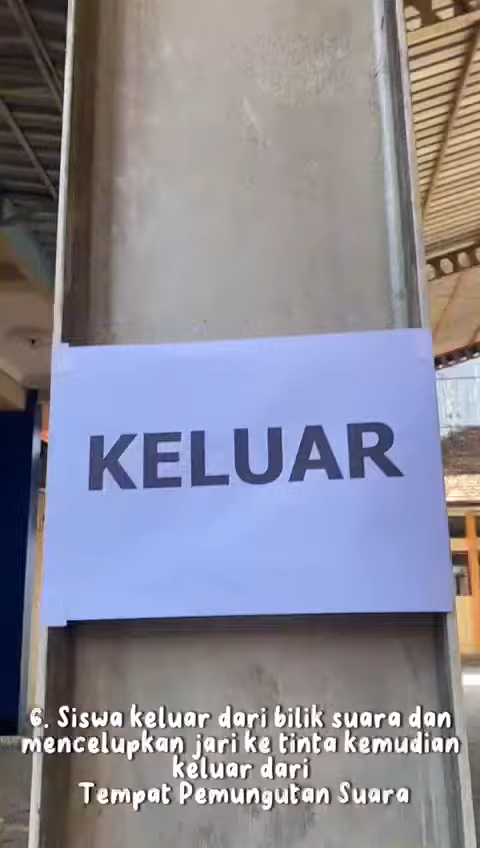 KELUAR
6. Siswa keluar dari bilik suara dan
mencelupkan jari ke tinta kemudian
keluar dari
Tempat Pemungutan Suara